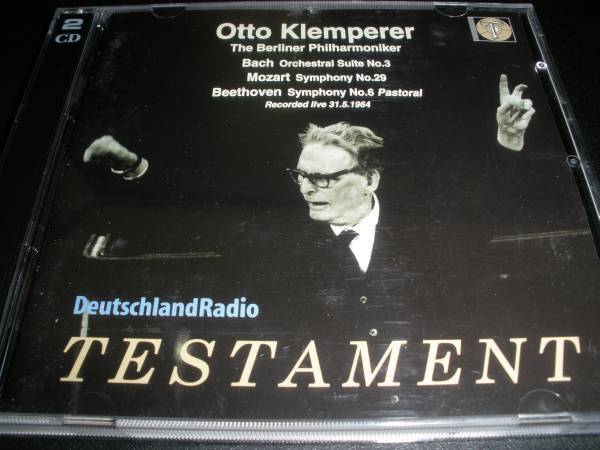 2
CD
Otto Klemperer
The Berliner Philharmoniker
Bach Orchestral Suite No.3
Mozart Symphony No.29
Beethoven Symphony No.6 Pastoral
Recorded live 31.5.1964
T
DeutschlandRadio
TESTAMENT